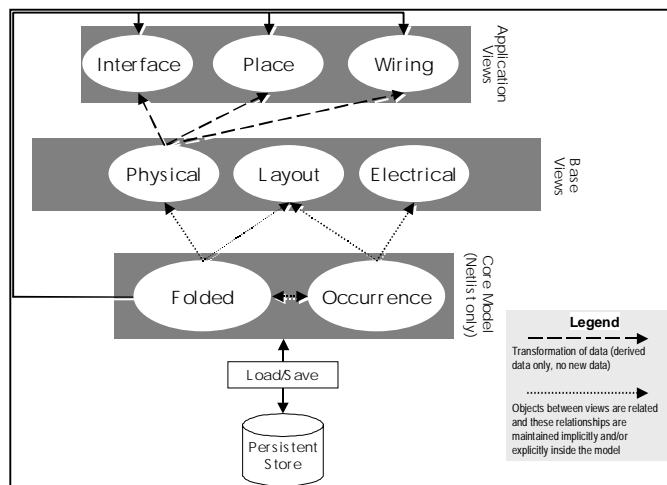 Interface
Place
Wiring
Application
Views
Physical
Layout
Electrical
Base
Views
Folded
Occurrence
Core Model
(Netlist only)
Load/Save
Persistent
Store
Legend
Transformation of data (derived
data only, no new data)
Objects between views are related
and these relationships are
maintained implicitly and/or
explicitly inside the model